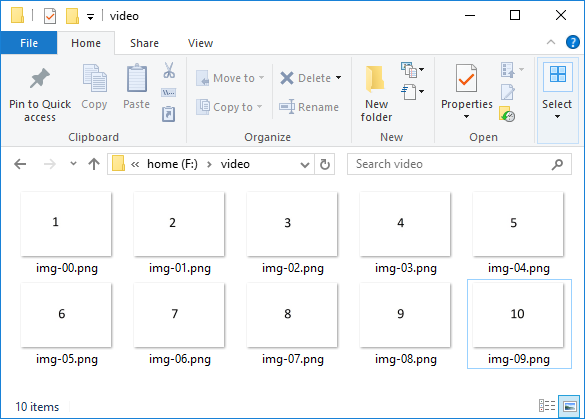 video
File Home Share View
Pin to Quick access
Copy
Paste
Clipboard
Move to
Copy to
Delete
Rename
Organize
New folder
New
Properties
Open
Select
home (F:) video
Search video
1 2 3 4 5
img-00.png img-01.png img-02.png img-03.png img-04.png
6 7 8 9 10
img-05.png img-06.png img-07.png img-08.png img-09.png
10 items